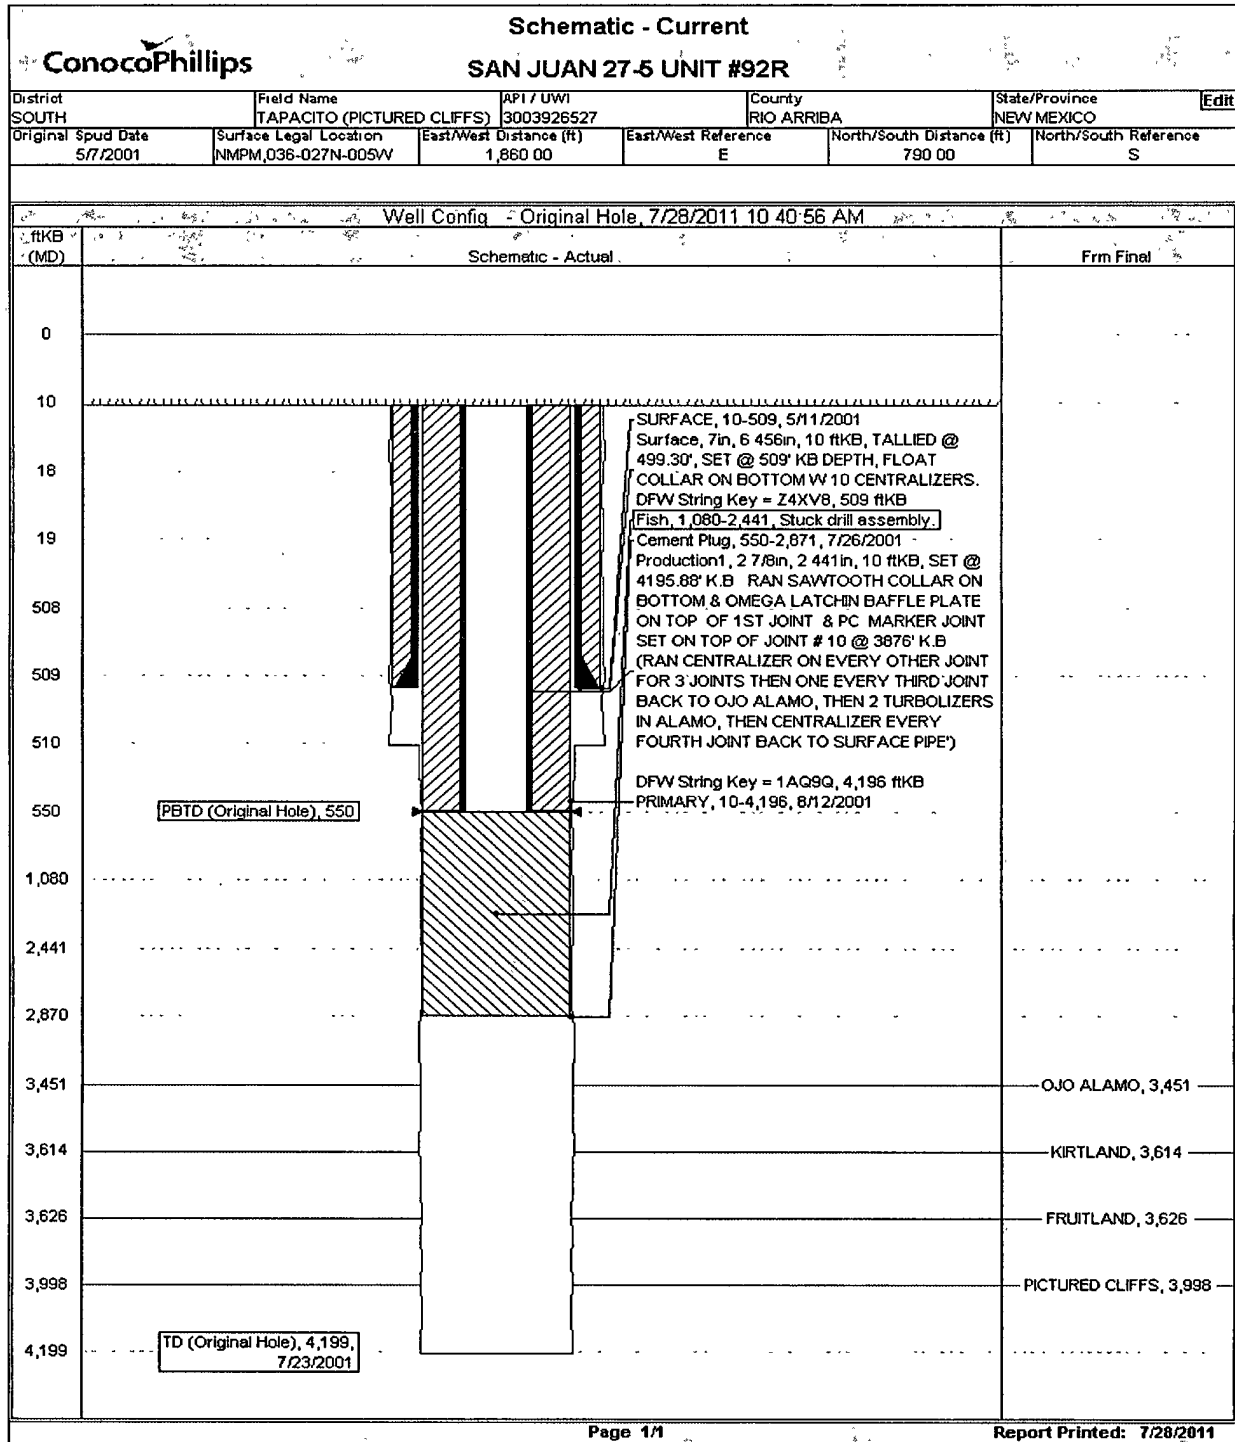 Schematic - Current
ConocoPhillips
SAN JUAN 27-5 UNIT #92R
District
SOUTH
Field Name
TAPACITO (PICTURED CLIFFS)
API / UWI
3003926527
County
RIO ARRIBA
State/Province
NEW MEXICO
Edit
Original Spud Date
5/7/2001
Surface Legal Location
NMPM,036-027N-005W
East/West Distance (ft)
1,860 00
East/West Reference
E
North/South Distance (ft)
790 00
North/South Reference
S
Well Config - Original Hole, 7/28/2011 10 40 56 AM
ftKB
(MD)
Schematic - Actual
Frm Final
0
10
18
19
508
509
510
550
1,080
2,441
2,870
3,451
3,614
3,626
3,998
4,199
SURFACE, 10-509, 5/11/2001
Surface, 7in, 6 456in, 10 ftKB, TALLIED @
499.30', SET @ 509' KB DEPTH, FLOAT
COLLAR ON BOTTOM W 10 CENTRALIZERS.
DFW String Key = Z4XV8, 509 ftKB
Fish, 1,080-2,441, Stuck drill assembly.
Cement Plug, 550-2,871, 7/26/2001
Production1, 2 7/8in, 2 441in, 10 ftKB, SET @
4195.88' K.B RAN SAWTOOTH COLLAR ON
BOTTOM & OMEGA LATCHIN BAFFLE PLATE
ON TOP OF 1ST JOINT & PC MARKER JOINT
SET ON TOP OF JOINT # 10 @ 3876' K.B
(RAN CENTRALIZER ON EVERY OTHER JOINT
FOR 3 JOINTS THEN ONE EVERY THIRD JOINT
BACK TO OJO ALAMO, THEN 2 TURBOLIZERS
IN ALAMO, THEN CENTRALIZER EVERY
FOURTH JOINT BACK TO SURFACE PIPE')
DFW String Key = 1AQ9Q, 4,196 ftKB
PRIMARY, 10-4,196, 8/12/2001
PBTD (Original Hole), 550
OJO ALAMO, 3,451
KIRTLAND, 3,614
FRUITLAND, 3,626
PICTURED CLIFFS, 3,998
TD (Original Hole), 4,199,
7/23/2001
Page 1/1
Report Printed: 7/28/2011